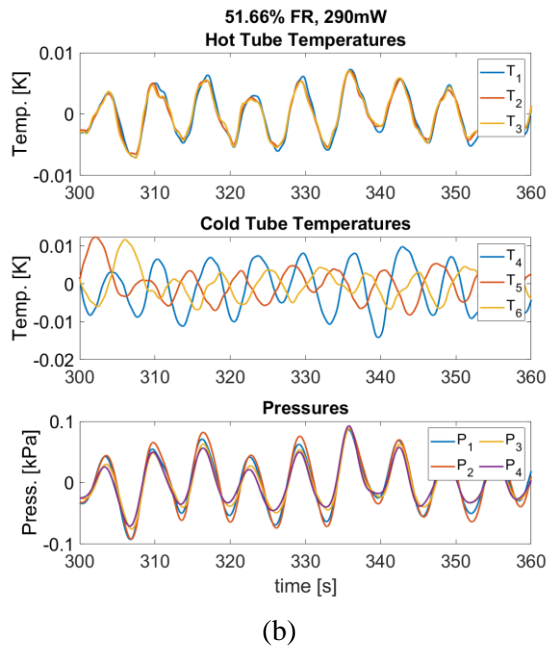 51.66% FR, 290mW
Hot Tube Temperatures
Temp. [K]
0.01
0
-0.01
T1
T2
T3
300 310 320 330 340 350 360
Cold Tube Temperatures
Temp. [K]
0.01
0
-0.01
-0.02
T4
T5
T6
300 310 320 330 340 350 360
Pressures
Press. [kPa]
0.1
0
-0.1
P1 P3
P2 P4
300 310 320 330 340 350 360
time [s]
(b)